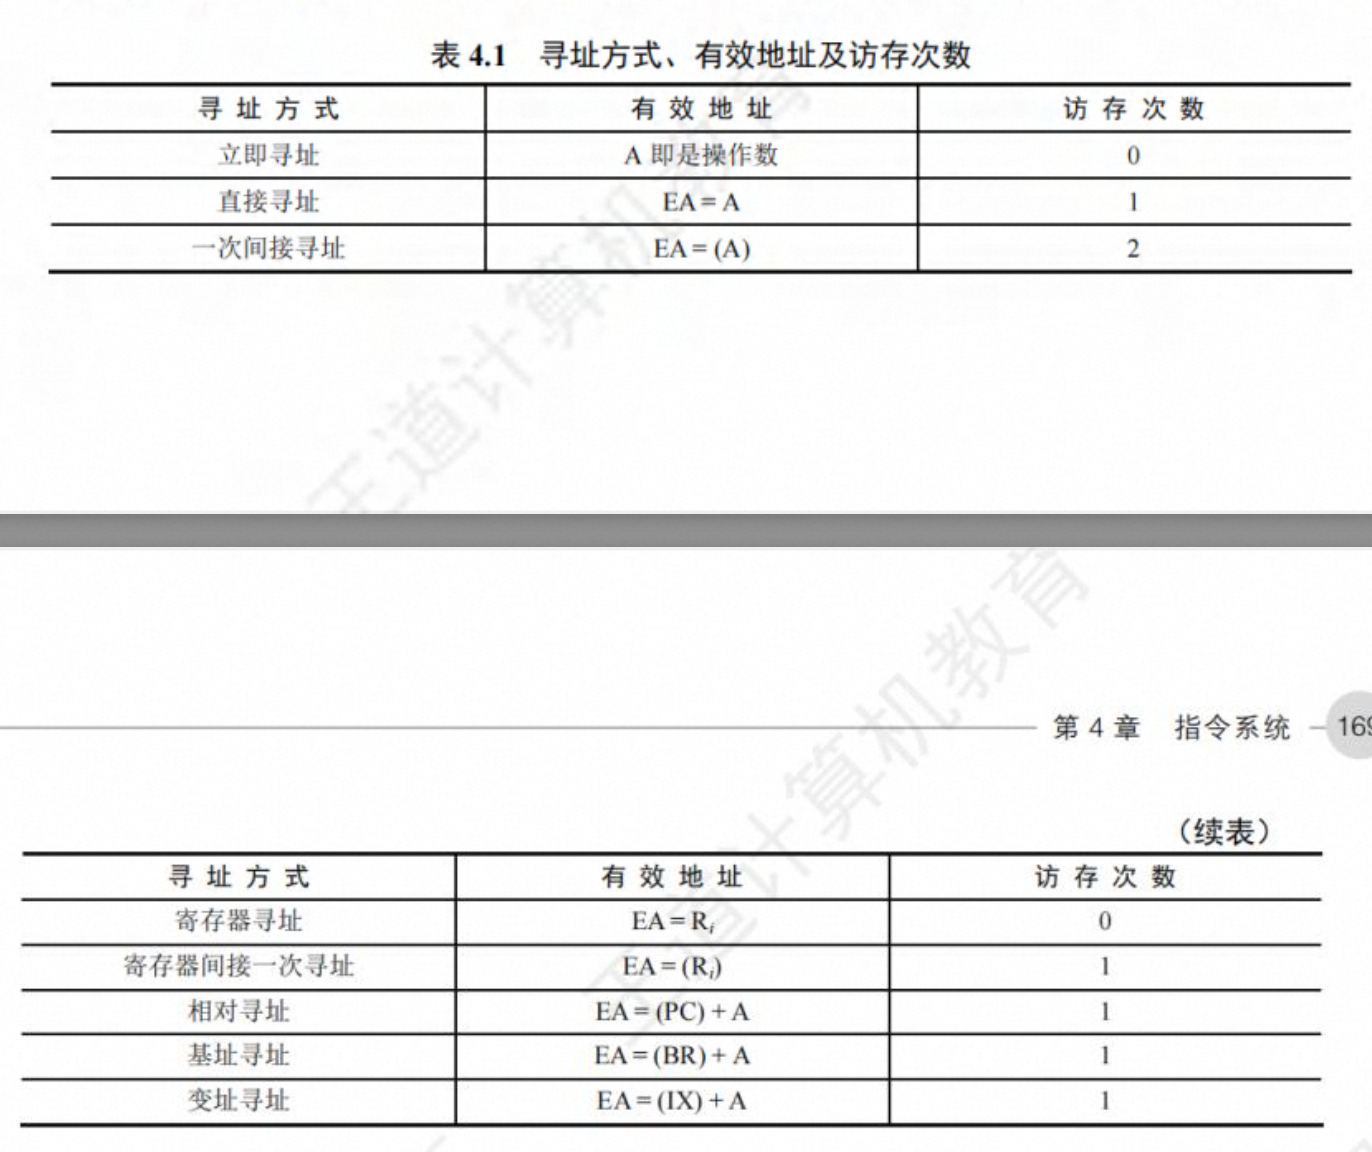 表 4.1 寻址方式、有效地址及访存次数
寻址方式 有效地址 访存次数
立即寻址 A 即是操作数 0
直接寻址 EA = A 1
一次间接寻址 EA = (A) 2
王道计算机教育
王道计算机教育
第 4 章 指令系统 169
（续表）
寻址方式 有效地址 访存次数
寄存器寻址 EA = Rᵢ 0
寄存器间接一次寻址 EA = (Rᵢ) 1
相对寻址 EA = (PC) + A 1
基址寻址 EA = (BR) + A 1
变址寻址 EA = (IX) + A 1